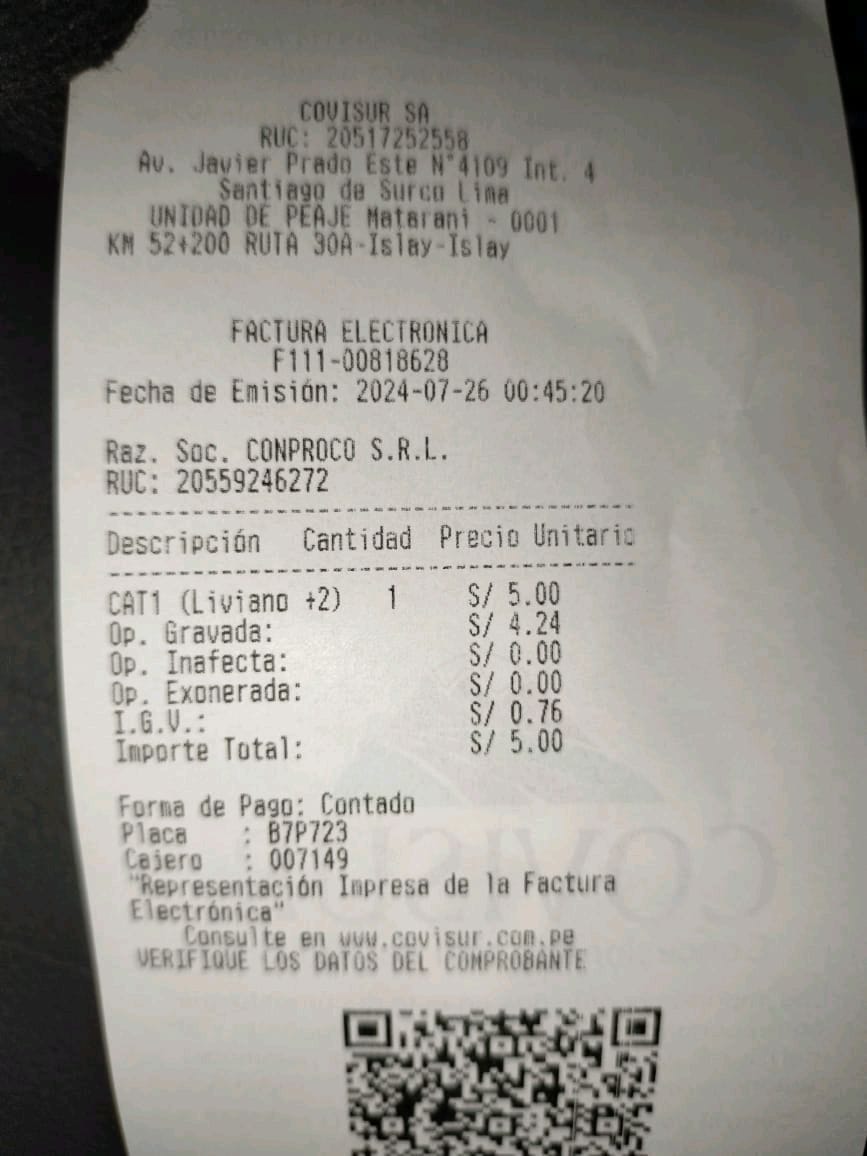 COVISUR SA
RUC: 20517252558
Av. Javier Prado Este N°4109 Int. 4
Santiago de Surco Lima
UNIDAD DE PEAJE Matarani - 0001
KM 52+200 RUTA 30A-Islay-Islay
FACTURA ELECTRONICA
F111-00818628
Fecha de Emisión: 2024-07-26 00:45:20
Raz. Soc. CONPROCO S.R.L.
RUC: 20559246272
Descripción Cantidad Precio Unitario
CAT1 (Liviano +2) 1 S/ 5.00
Op. Gravada: S/ 4.24
Op. Inafecta: S/ 0.00
Op. Exonerada: S/ 0.00
I.G.V.: S/ 0.76
Importe Total: S/ 5.00
Forma de Pago: Contado
Placa : B7P723
Cajero : 007149
"Representación Impresa de la Factura
Electrónica"
Consulte en www.covisur.com.pe
VERIFIQUE LOS DATOS DEL COMPROBANTE